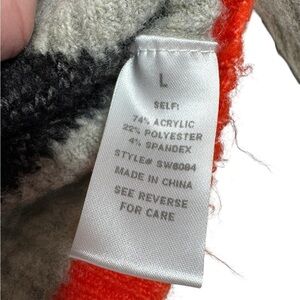 L
SELF:
74% ACRYLIC
22% POLYESTER
4% SPANDEX
STYLE# SW8084
MADE IN CHINA
SEE REVERSE
FOR CARE